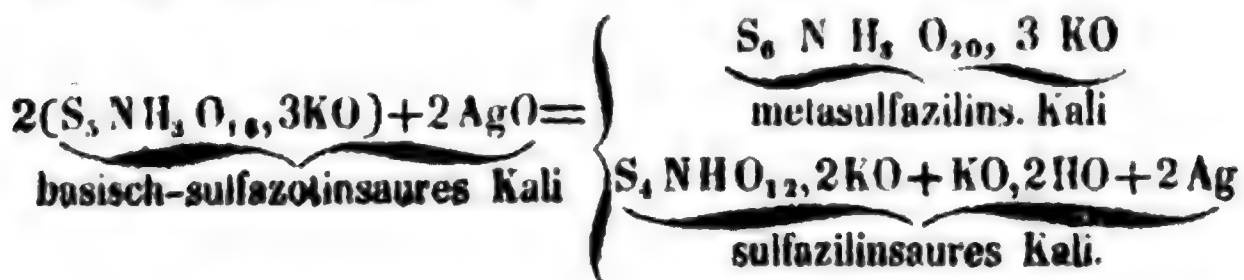 S₆ N H₃ O₂₀, 3 KO
metasulfazilins. Kali
2(S₅ NH₃ O₁₆,3KO)+2 AgO=
basisch-sulfazotinsaures Kali
S₄ NHO₁₂,2KO+KO,2HO+2 Ag
sulfazilinsaures Kali.